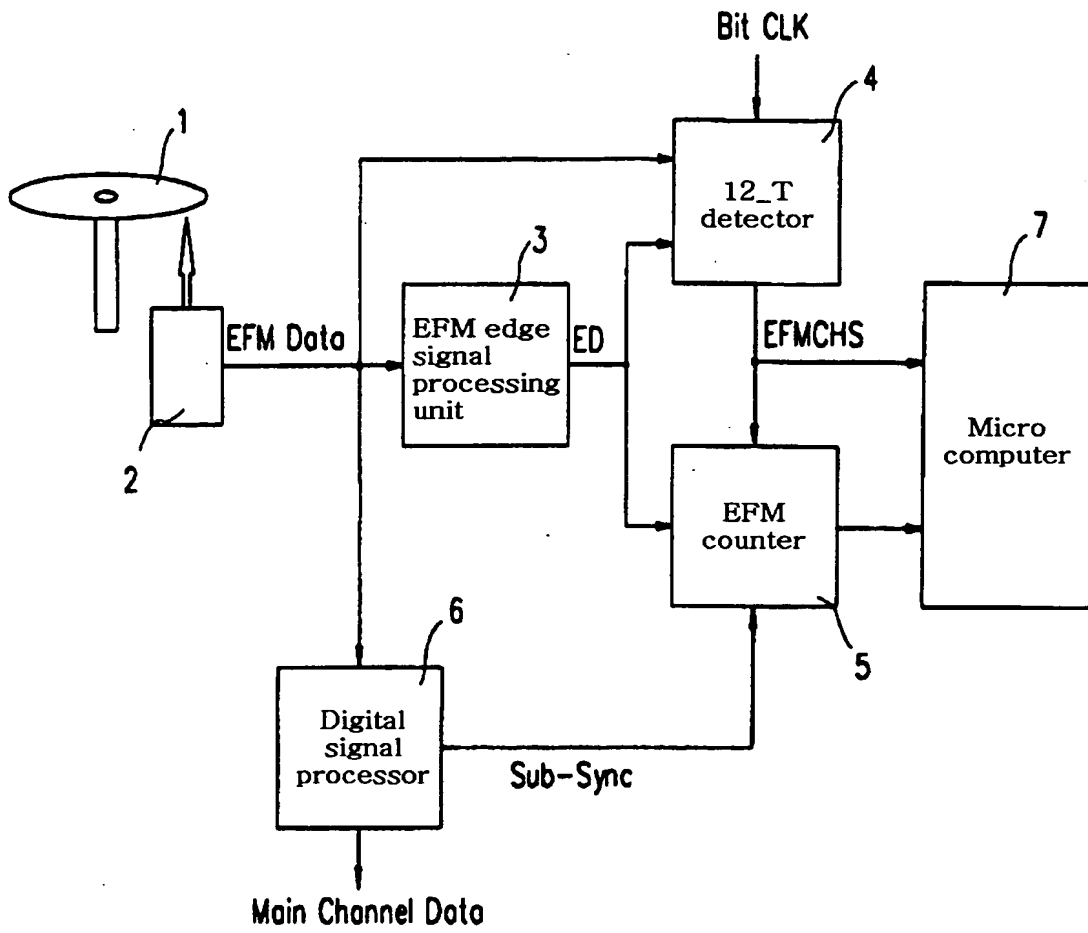 Bit CLK
4
1
12_T
detector
3
7
EFM Data
EFM edge
signal
processing
unit
ED
EFMCHS
2
Micro
computer
EFM
counter
6
5
Digital
signal
processor
Sub-Sync
Main Channel Data